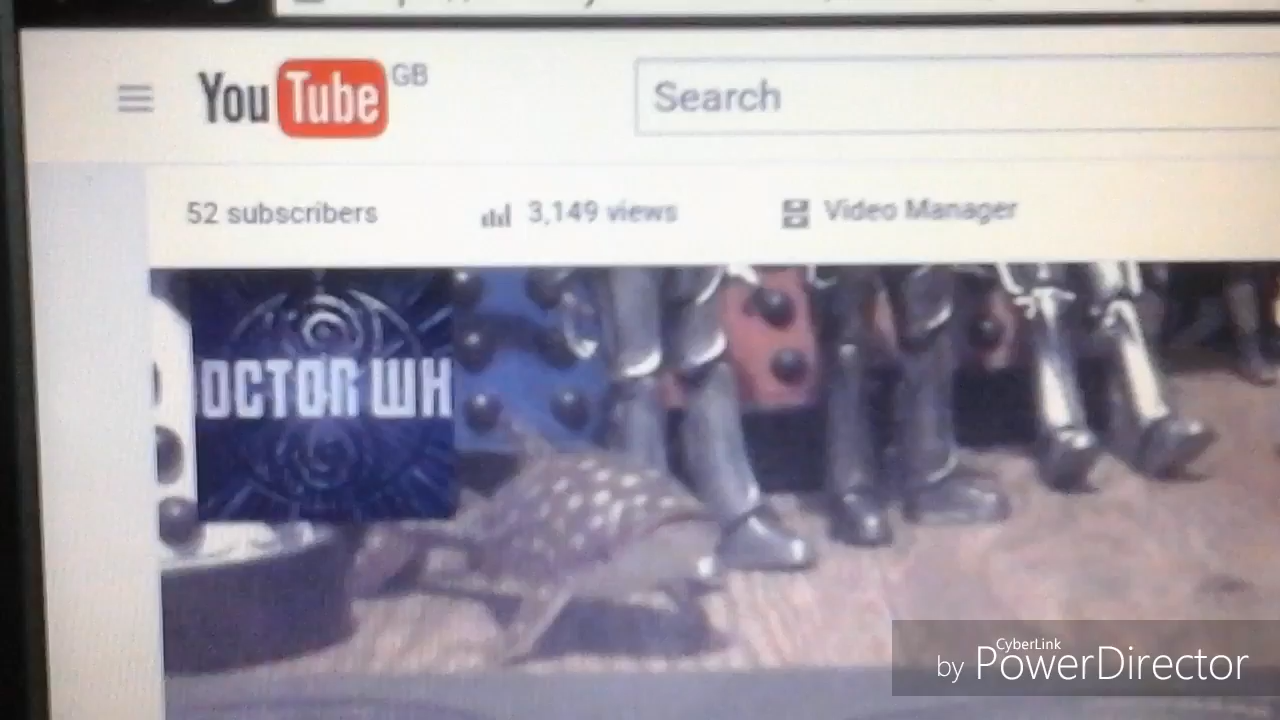 YouTube GB
Search
52 subscribers 3,149 views Video Manager
OCTOR WH
CyberLink
by PowerDirector